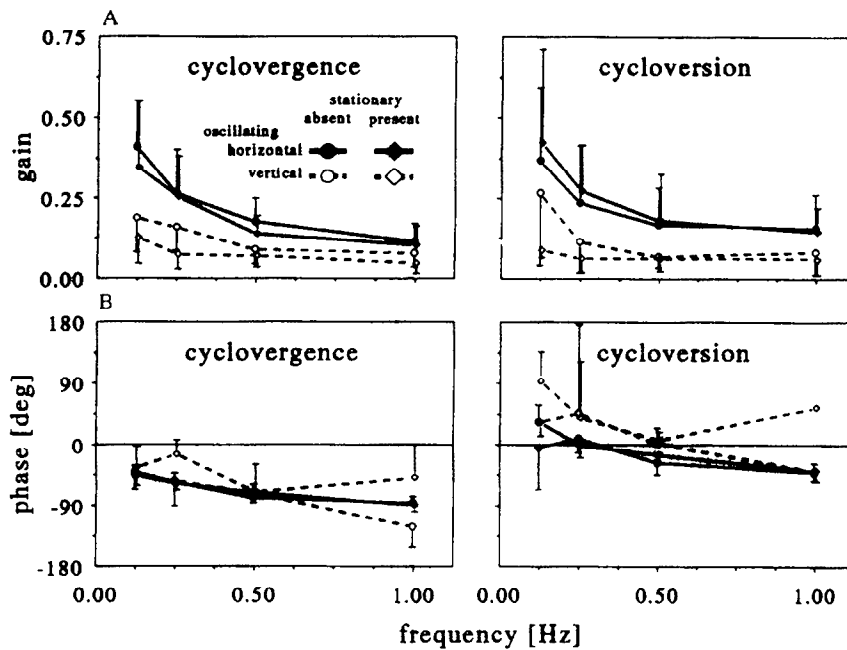 A
0.75
0.50
0.25
0.00
gain
cyclovergence
stationary
absent present
oscillating
horizontal
vertical
cycloversion
B
180
90
0
-90
-180
phase [deg]
cyclovergence
cycloversion
0.00 0.50 1.00 0.00 0.50 1.00
frequency [Hz]